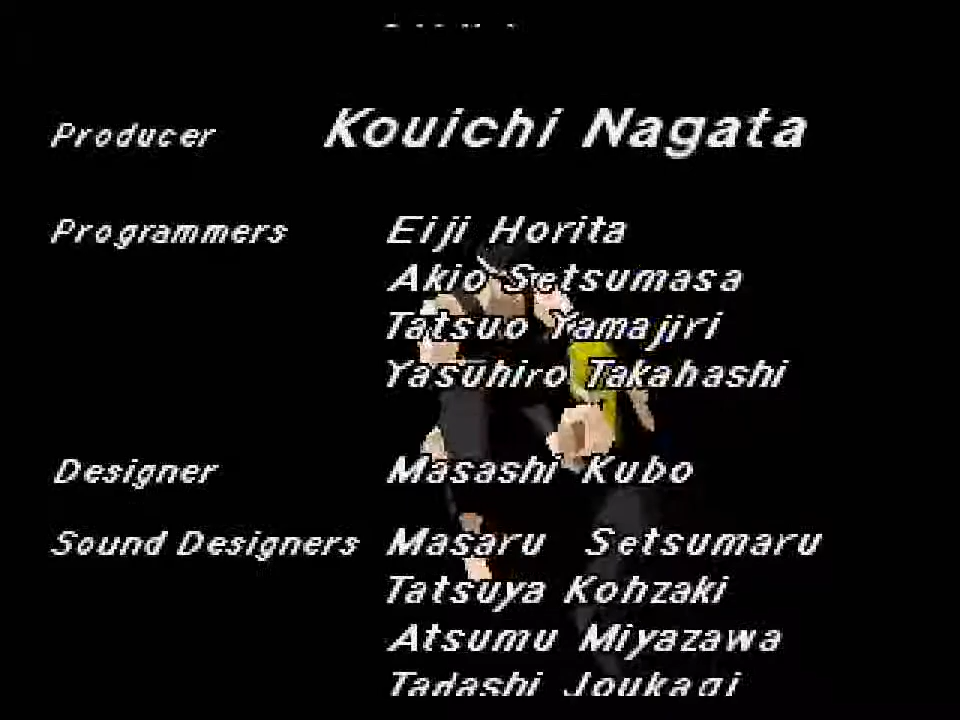 Producer Kouichi Nagata
Programmers Eiji Horita
Akio Setsumasa
Tatsuo Yamajiri
Yasuhiro Takahashi
Designer Masashi Kubo
Sound Designers Masaru Setsumaru
Tatsuya Kohzaki
Atsumu Miyazawa
Tadashi Joukagi